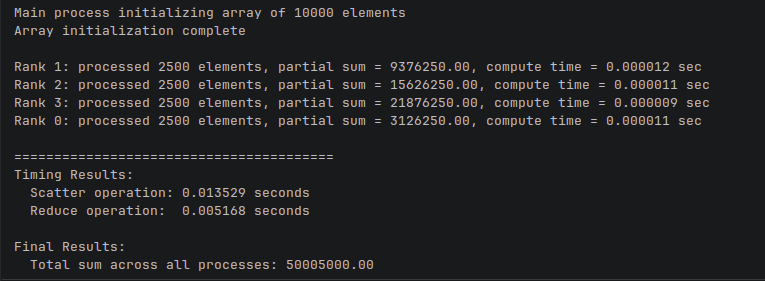 Main process initializing array of 10000 elements
Array initialization complete
Rank 1: processed 2500 elements, partial sum = 9376250.00, compute time = 0.000012 sec
Rank 2: processed 2500 elements, partial sum = 15626250.00, compute time = 0.000011 sec
Rank 3: processed 2500 elements, partial sum = 21876250.00, compute time = 0.000009 sec
Rank 0: processed 2500 elements, partial sum = 3126250.00, compute time = 0.000011 sec
========================================
Timing Results:
  Scatter operation: 0.013529 seconds
  Reduce operation:  0.005168 seconds
Final Results:
  Total sum across all processes: 50005000.00